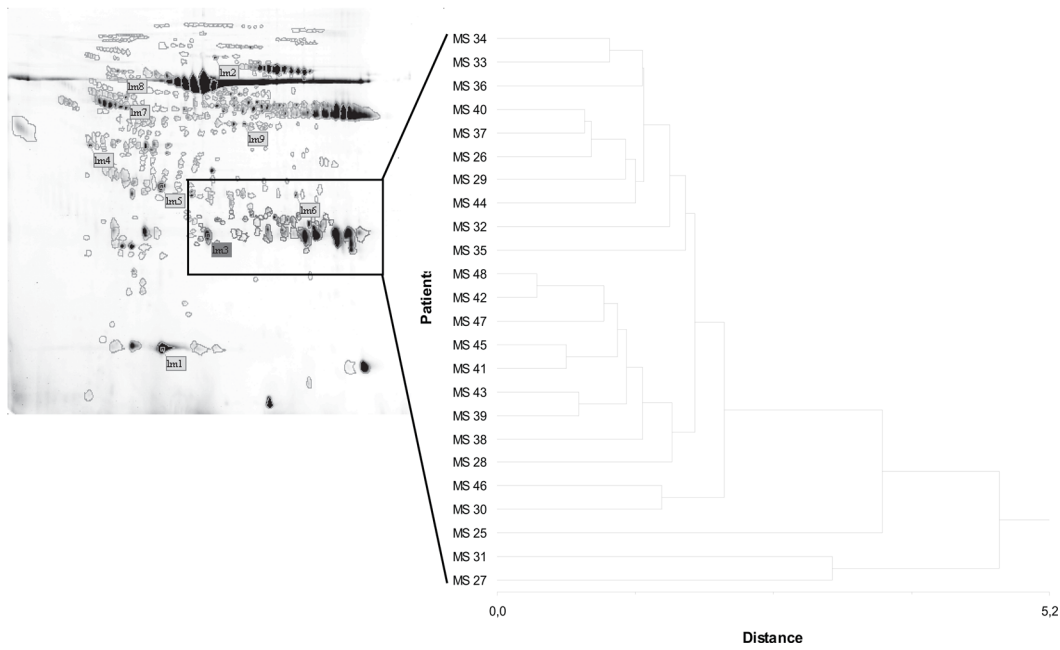 lm2
lm8
lm7
lm9
lm4
lm5
lm6
lm3
lm1
Patients
MS 34
MS 33
MS 36
MS 40
MS 37
MS 26
MS 29
MS 44
MS 32
MS 35
MS 48
MS 42
MS 47
MS 45
MS 41
MS 43
MS 39
MS 38
MS 28
MS 46
MS 30
MS 25
MS 31
MS 27
0,0
5,2
Distance